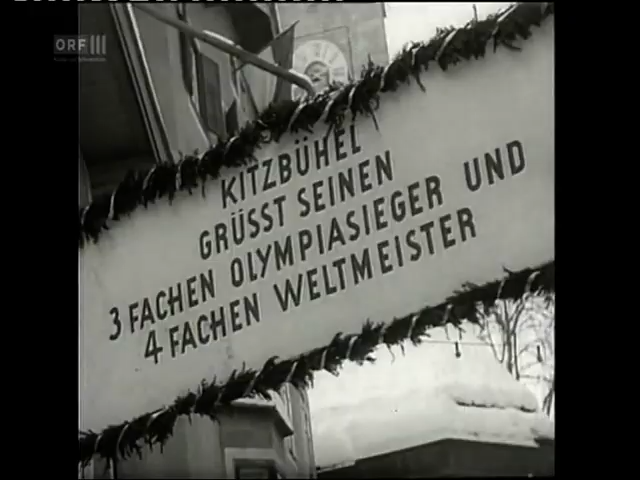 ORF III
KITZBÜHEL
GRÜSST SEINEN
3 FACHEN OLYMPIASIEGER UND
4 FACHEN WELTMEISTER